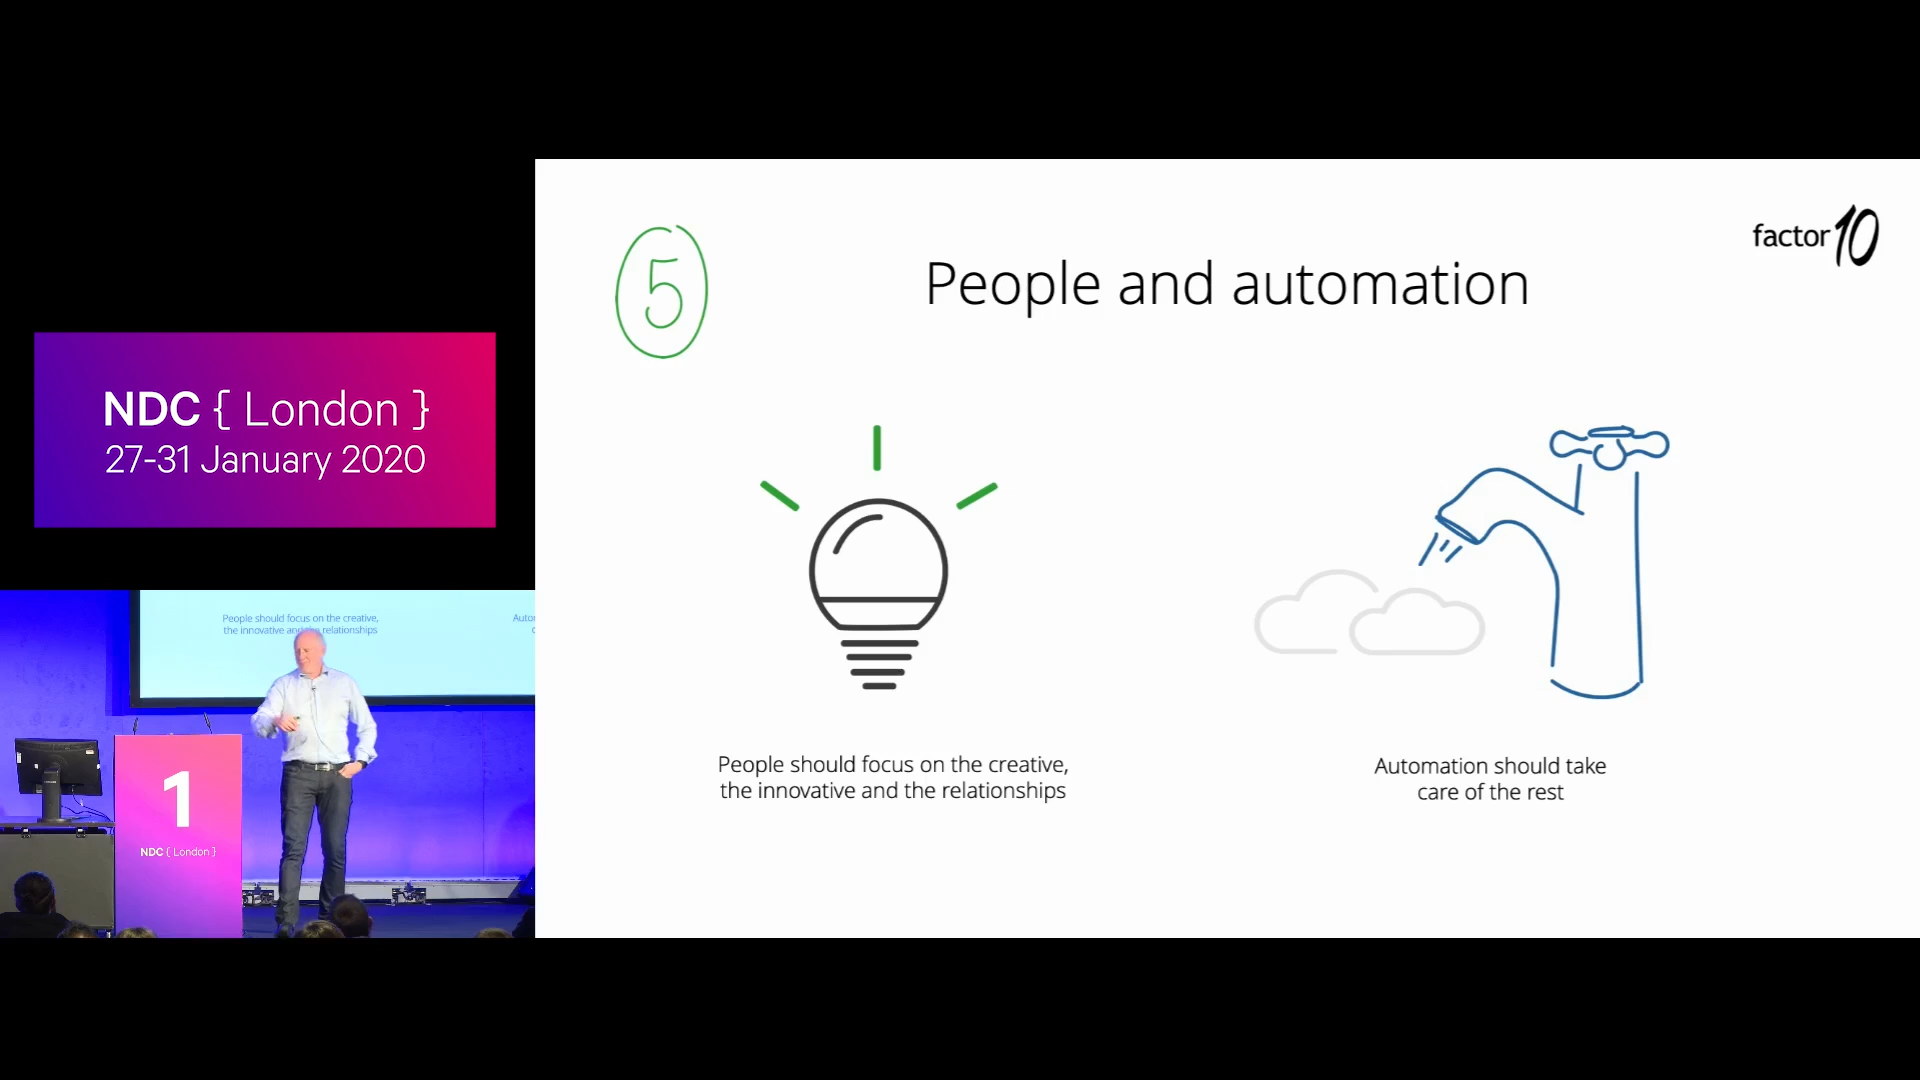 NDC { London }
27-31 January 2020
People should focus on the creative,
the innovative and the relationships
1
NDC { London }
5
People and automation
factor10
People should focus on the creative,
the innovative and the relationships
Automation should take
care of the rest